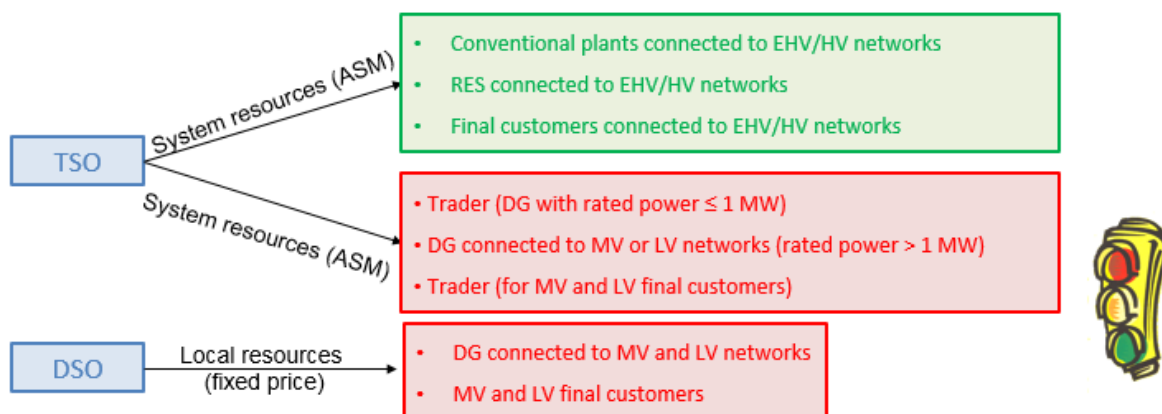 • Conventional plants connected to EHV/HV networks
• RES connected to EHV/HV networks
• Final customers connected to EHV/HV networks
System resources (ASM)
TSO
System resources (ASM)
• Trader (DG with rated power ≤ 1 MW)
• DG connected to MV or LV networks (rated power > 1 MW)
• Trader (for MV and LV final customers)
DSO
Local resources
(fixed price)
• DG connected to MV and LV networks
• MV and LV final customers